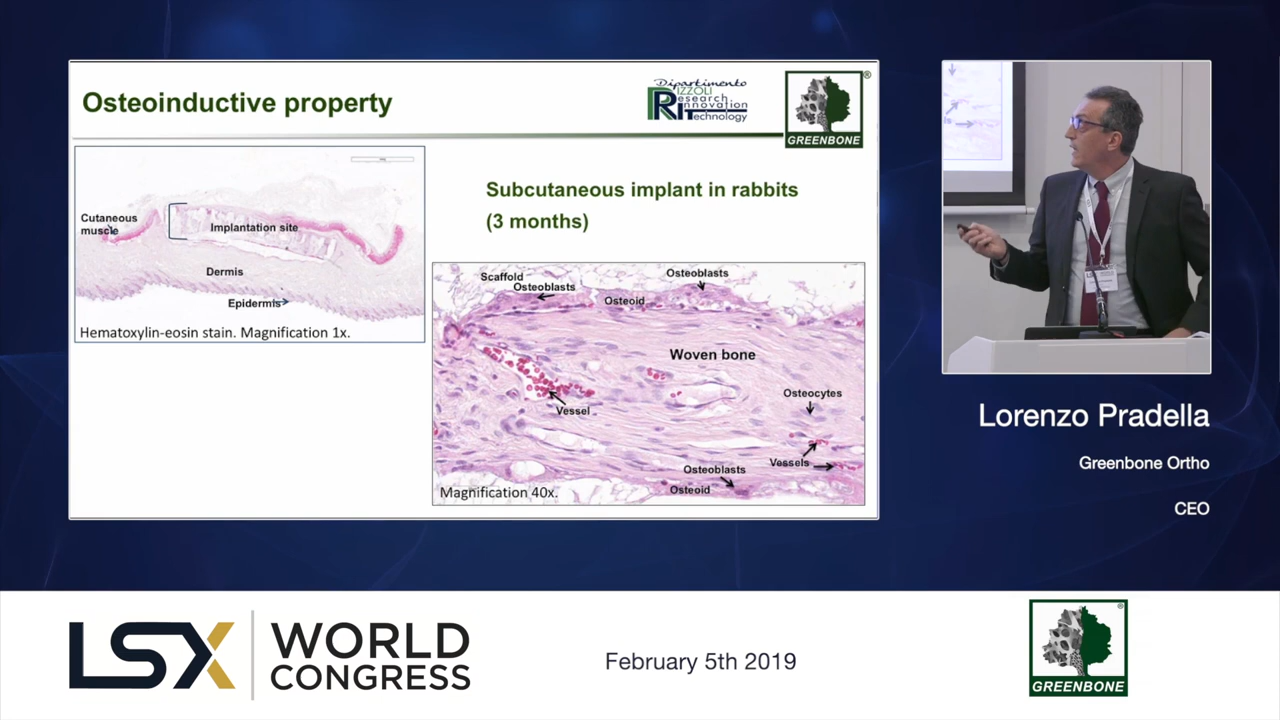 Osteoinductive property
Dipartimento
RIZZOLI
Research
Innovation
Technology
®
GREENBONE
Subcutaneous implant in rabbits
(3 months)
Cutaneous
muscle
Implantation site
Dermis
Epidermis
Hematoxylin-eosin stain. Magnification 1x.
Scaffold
Osteoblasts
Osteoblasts
Osteoid
Woven bone
Osteocytes
Vessel
Vessels
Osteoblasts
Osteoid
Magnification 40x.
Lorenzo Pradella
Greenbone Ortho
CEO
LSX
WORLD
CONGRESS
February 5th 2019
®
GREENBONE